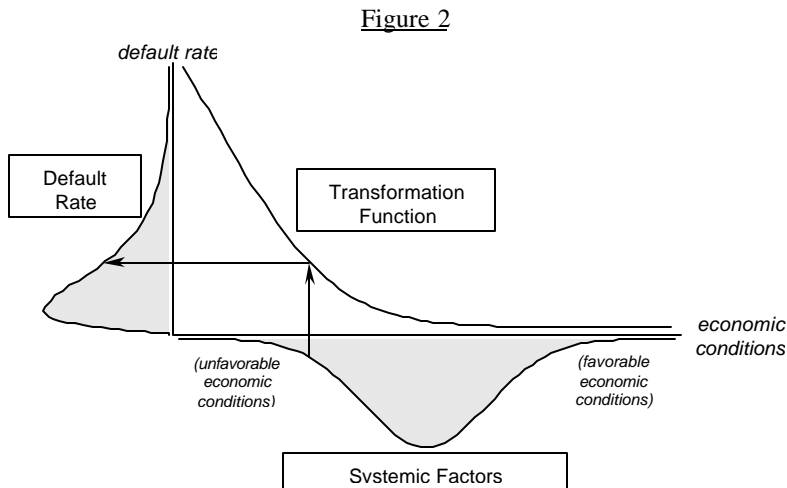 Figure 2
default rate
Default
Rate
Transformation
Function
economic
conditions
(unfavorable
economic
conditions)
(favorable
economic
conditions)
Systemic Factors